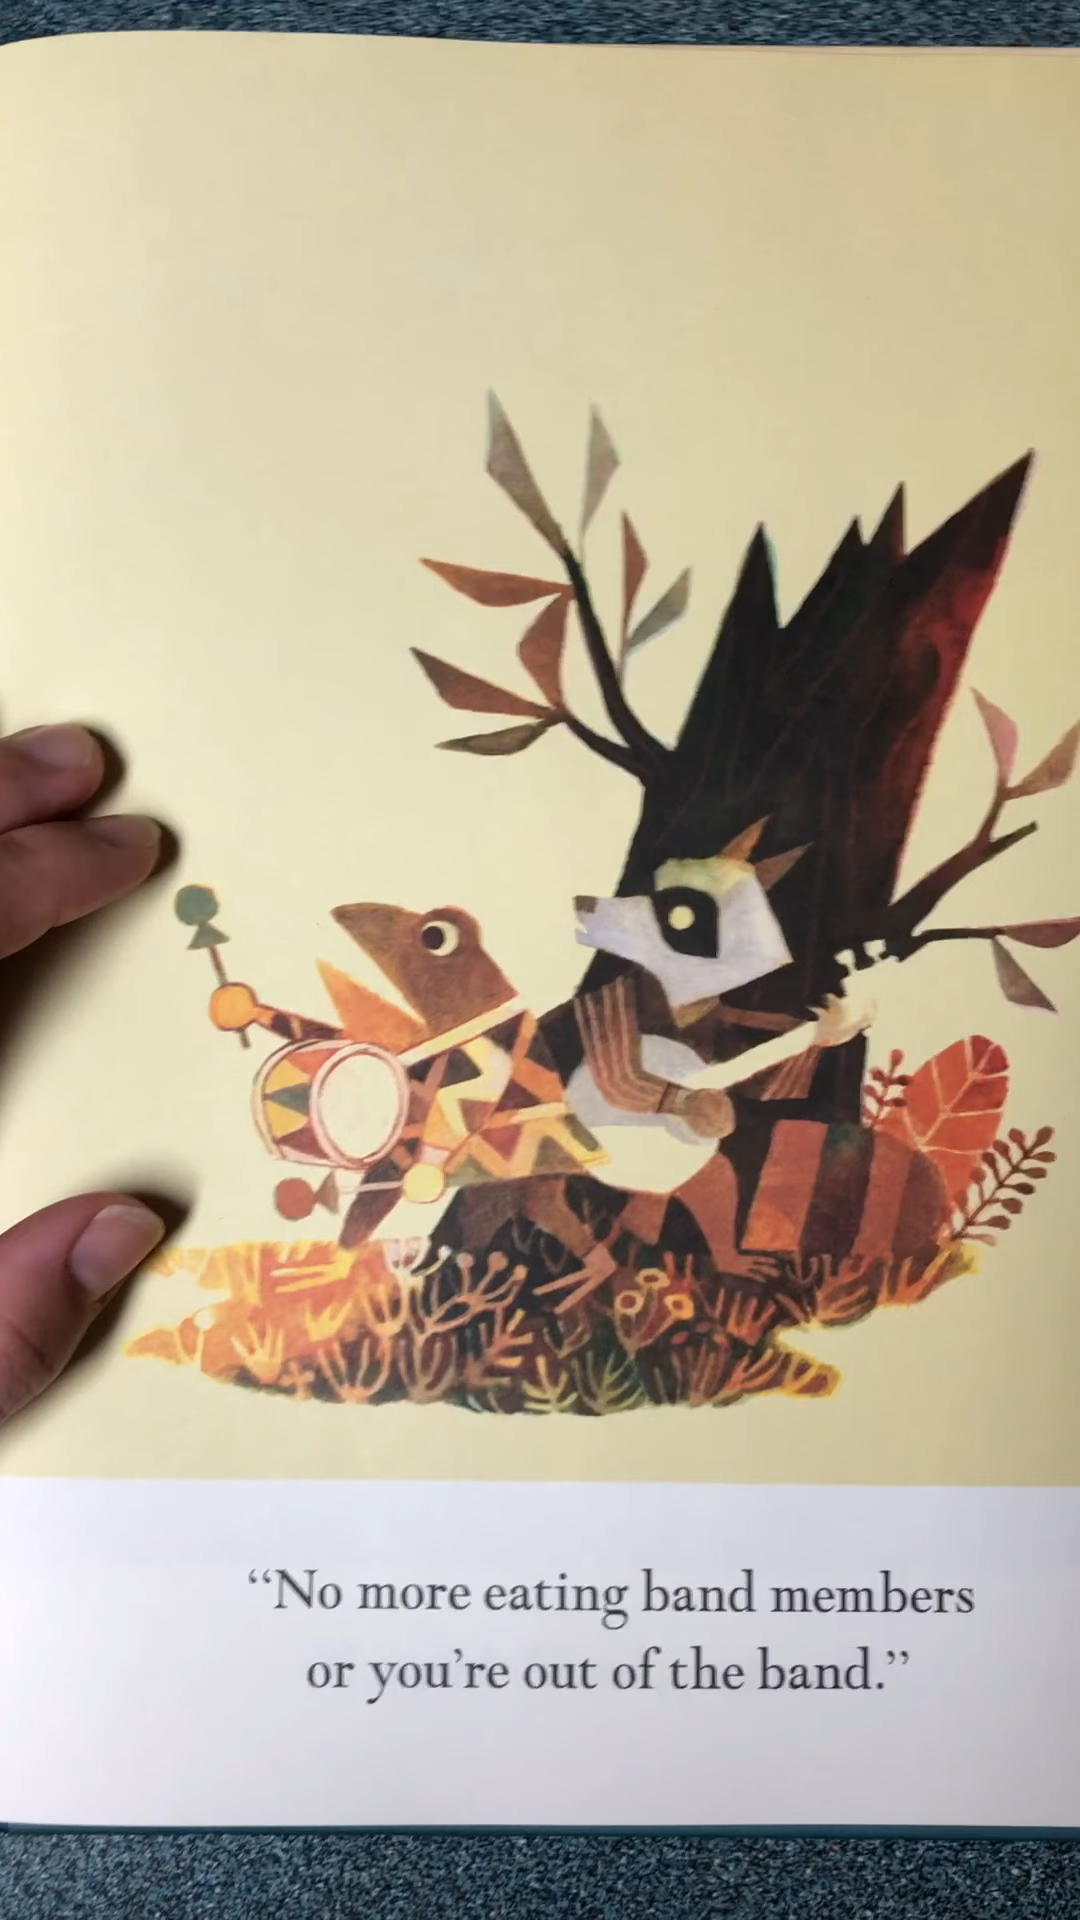 “No more eating band members
or you’re out of the band.”